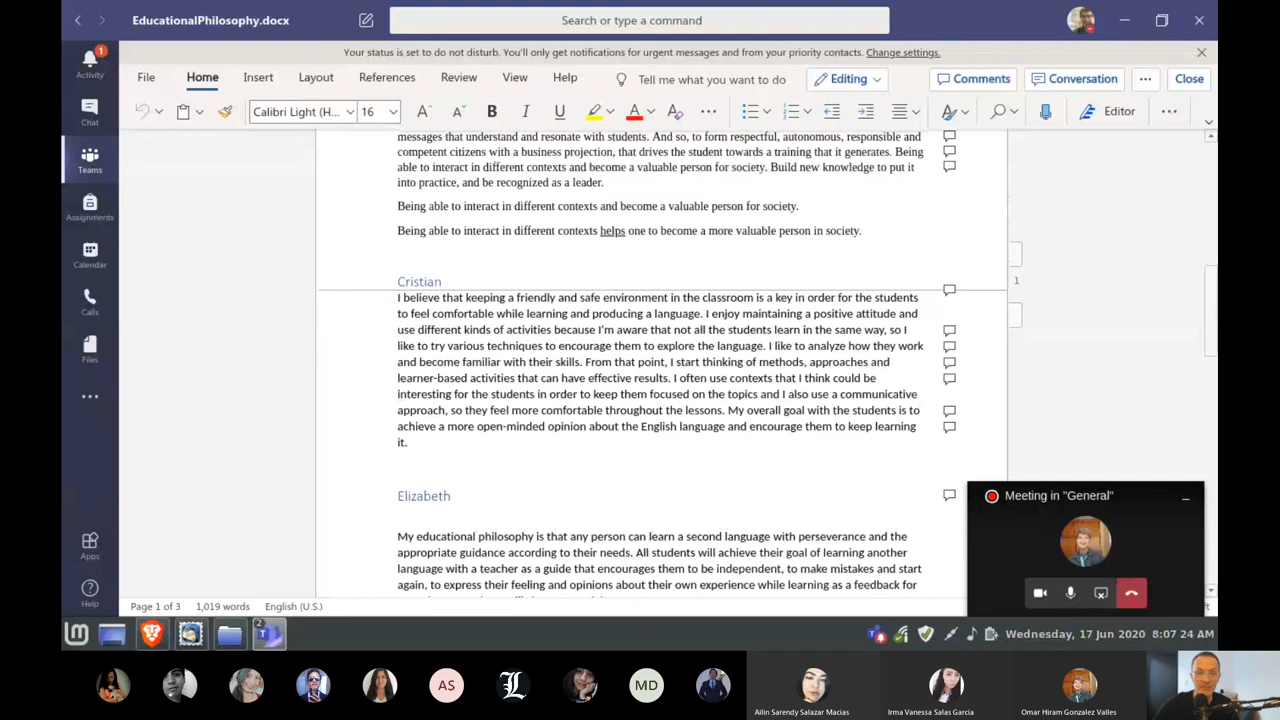 EducationalPhilosophy.docx
Search or type a command
Your status is set to do not disturb. You'll only get notifications for urgent messages and from your priority contacts. Change settings.
1
Activity
Chat
Teams
Assignments
Calendar
Calls
Files
Apps
Help
File Home Insert Layout References Review View Help Tell me what you want to do Editing Comments Conversation Close
Calibri Light (H... 16 B I U A Editor
messages that understand and resonate with students. And so, to form respectful, autonomous, responsible and
competent citizens with a business projection, that drives the student towards a training that it generates. Being
able to interact in different contexts and become a valuable person for society. Build new knowledge to put it
into practice, and be recognized as a leader.
Being able to interact in different contexts and become a valuable person for society.
Being able to interact in different contexts helps one to become a more valuable person in society.
Cristian
1
I believe that keeping a friendly and safe environment in the classroom is a key in order for the students
to feel comfortable while learning and producing a language. I enjoy maintaining a positive attitude and
use different kinds of activities because I'm aware that not all the students learn in the same way, so I
like to try various techniques to encourage them to explore the language. I like to analyze how they work
and become familiar with their skills. From that point, I start thinking of methods, approaches and
learner-based activities that can have effective results. I often use contexts that I think could be
interesting for the students in order to keep them focused on the topics and I also use a communicative
approach, so they feel more comfortable throughout the lessons. My overall goal with the students is to
achieve a more open-minded opinion about the English language and encourage them to keep learning
it.
Elizabeth
My educational philosophy is that any person can learn a second language with perseverance and the
appropriate guidance according to their needs. All students will achieve their goal of learning another
language with a teacher as a guide that encourages them to be independent, to make mistakes and start
again, to express their feeling and opinions about their own experience while learning as a feedback for
Meeting in "General"
Page 1 of 3 1,019 words English (U.S.)
2
Wednesday, 17 Jun 2020 8:07:24 AM
AS
L
MD
Ailin Sarendy Salazar Macias
Irma Vanessa Salas Garcia
Omar Hiram Gonzalez Valles